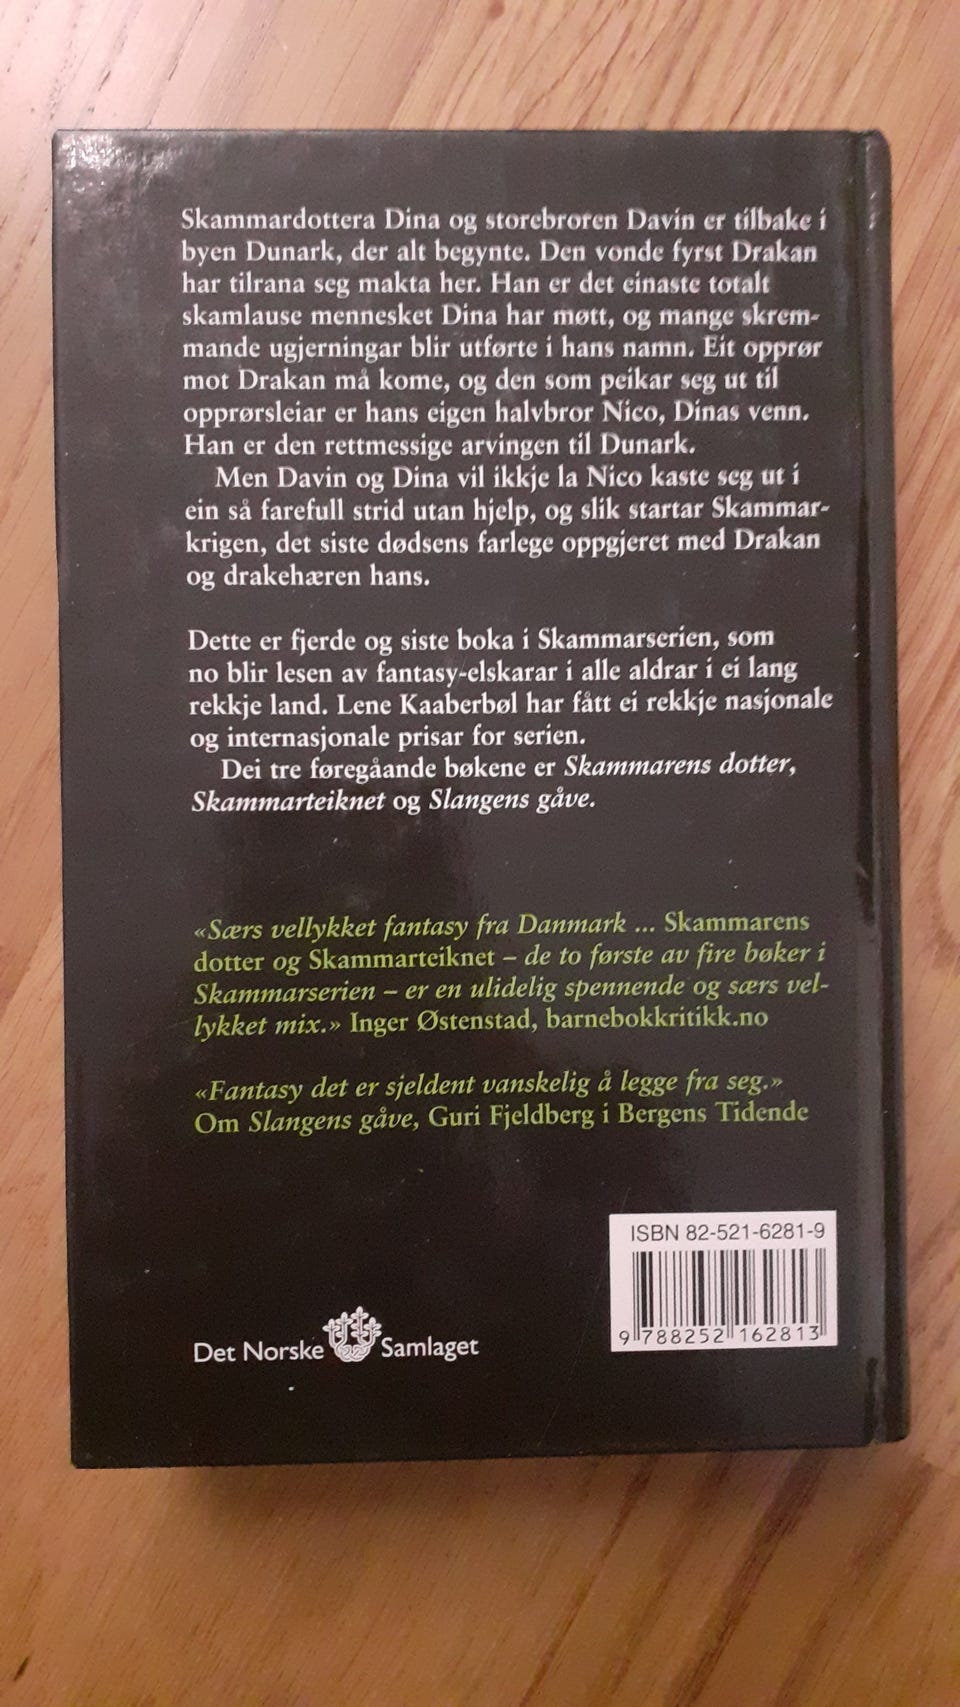 Skammardottera Dina og storebroren Davin er tilbake i
byen Dunark, der alt begynte. Den vonde fyrst Drakan
har tilrana seg makta her. Han er det einaste totalt
skamlause mennesket Dina har møtt, og mange skrem-
mande ugjerningar blir utførte i hans namn. Eit opprør
mot Drakan må kome, og den som peikar seg ut til
opprørsleiar er hans eigen halvbror Nico, Dinas venn.
Han er den rettmessige arvingen til Dunark.
Men Davin og Dina vil ikkje la Nico kaste seg ut i
ein så farefull strid utan hjelp, og slik startar Skammar-
krigen, det siste dødsens farlege oppgjeret med Drakan
og drakehæren hans.
Dette er fjerde og siste boka i Skammarserien, som
no blir lesen av fantasy-elskarar i alle aldrar i ei lang
rekkje land. Lene Kaaberbøl har fått ei rekkje nasjonale
og internasjonale prisar for serien.
Dei tre føregåande bøkene er Skammarens dotter,
Skammarteiknet og Slangens gåve.
«Særs vellykket fantasy fra Danmark ... Skammarens
dotter og Skammarteiknet – de to første av fire bøker i
Skammarserien – er en ulidelig spennende og særs vel-
lykket mix.» Inger Østenstad, barnebokkritikk.no
«Fantasy det er sjeldent vanskelig å legge fra seg.»
Om Slangens gåve, Guri Fjeldberg i Bergens Tidende
ISBN 82-521-6281-9
9 788252 162813
Det Norske Samlaget